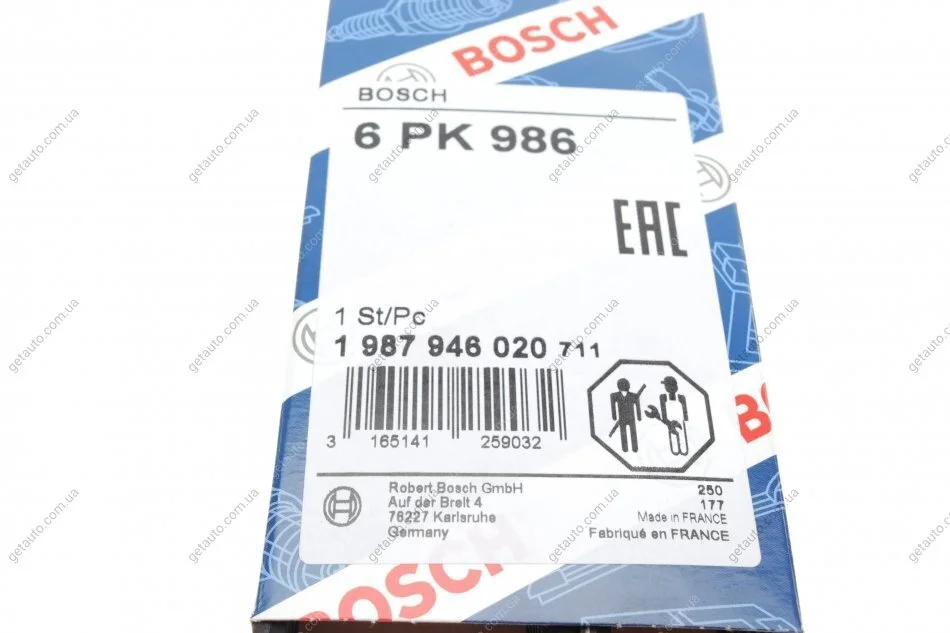 BOSCH
BOSCH
6 PK 986
EAC
1 St/Pc
1 987 946 020 711
3 165141 259032
Robert Bosch GmbH
Auf der Breit 4
76227 Karlsruhe
Germany
250
177
Made in FRANCE
Fabriqué en FRANCE
BOSCH
getauto.com.ua